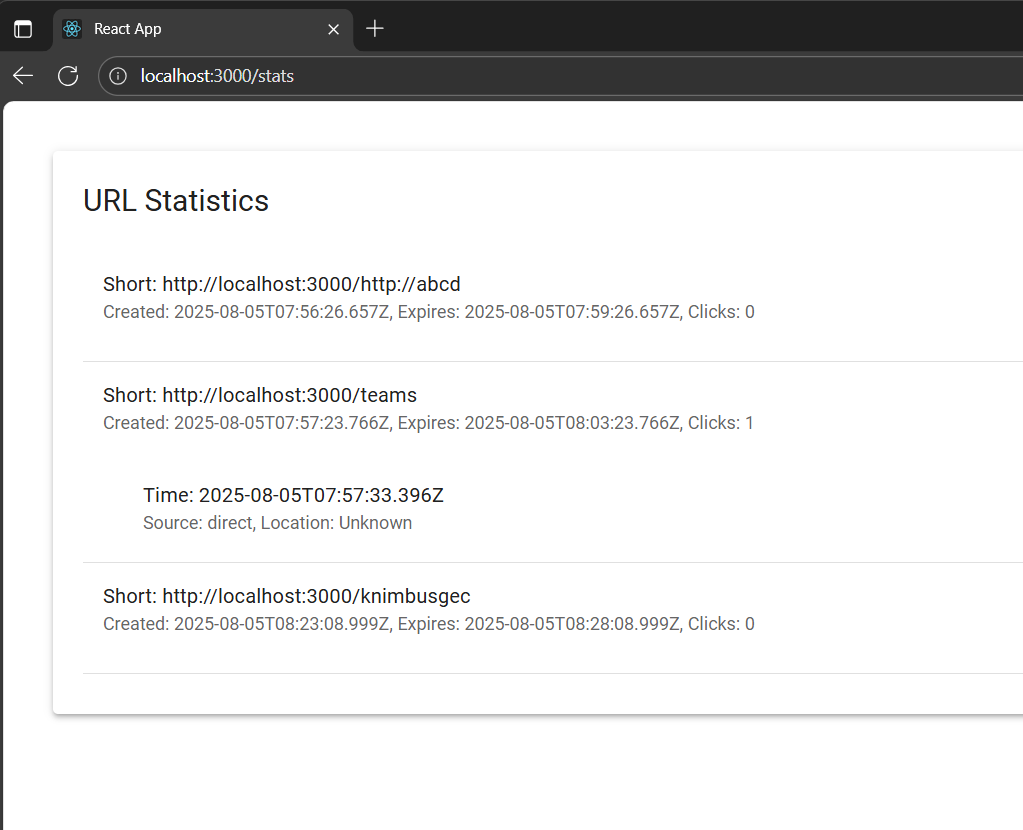 React App
localhost:3000/stats
URL Statistics
Short: http://localhost:3000/http://abcd
Created: 2025-08-05T07:56:26.657Z, Expires: 2025-08-05T07:59:26.657Z, Clicks: 0
Short: http://localhost:3000/teams
Created: 2025-08-05T07:57:23.766Z, Expires: 2025-08-05T08:03:23.766Z, Clicks: 1
Time: 2025-08-05T07:57:33.396Z
Source: direct, Location: Unknown
Short: http://localhost:3000/knimbusgec
Created: 2025-08-05T08:23:08.999Z, Expires: 2025-08-05T08:28:08.999Z, Clicks: 0